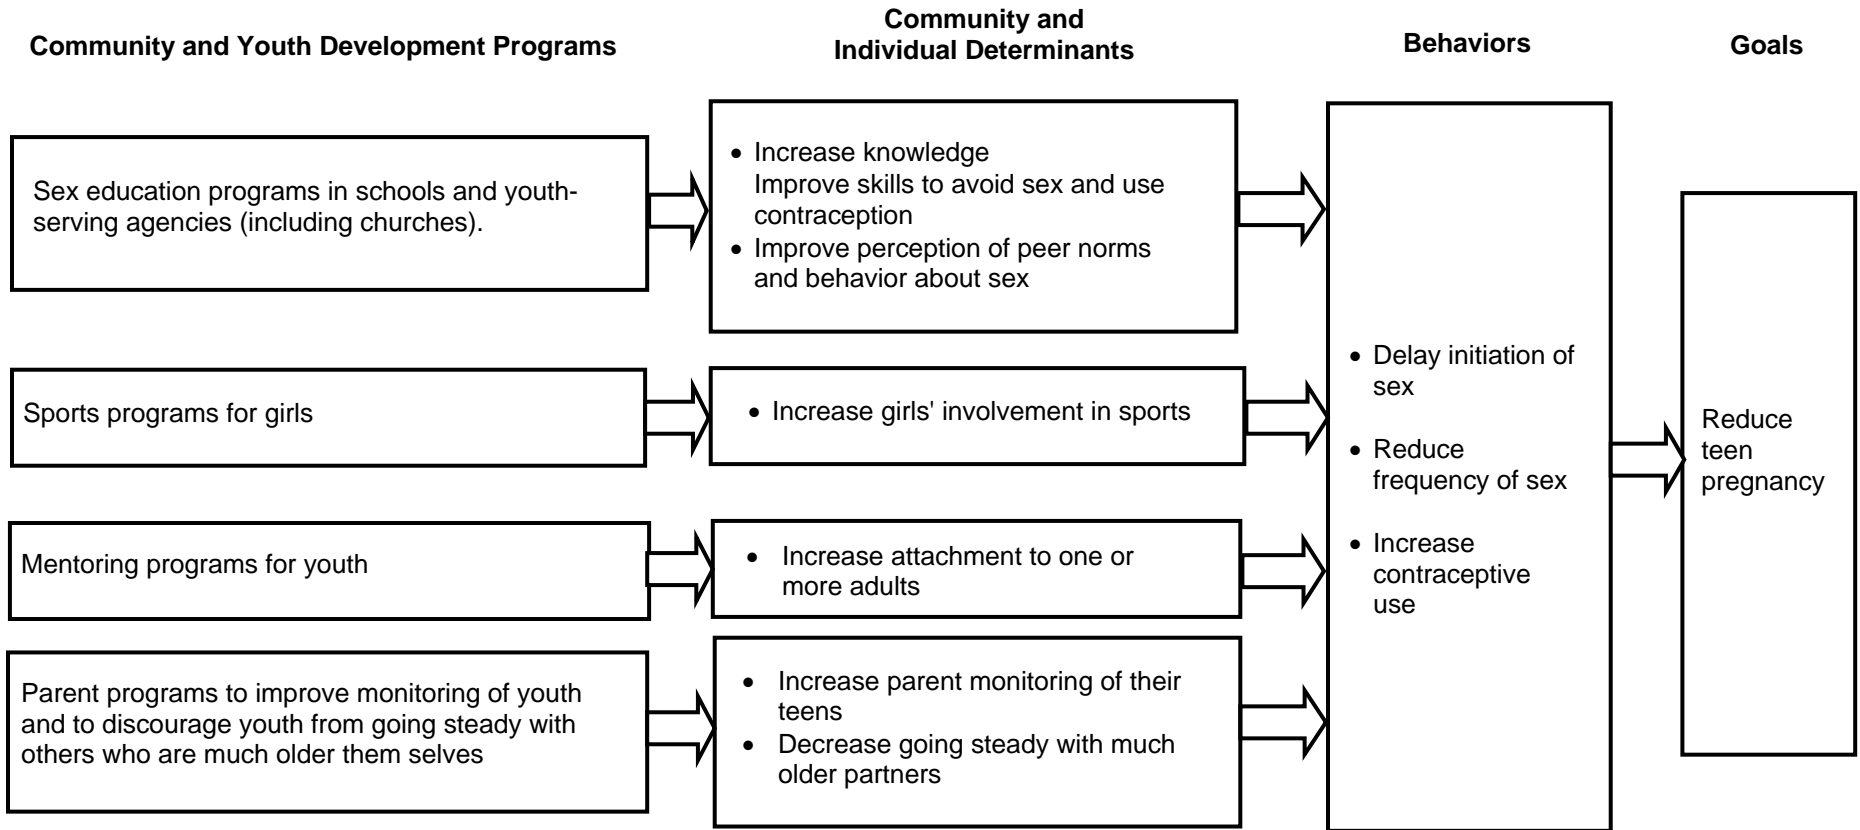 Community and Youth Development Programs
Community and
Individual Determinants
Behaviors
Goals
Sex education programs in schools and youth-
serving agencies (including churches).
• Increase knowledge
Improve skills to avoid sex and use
contraception
• Improve perception of peer norms
and behavior about sex
Sports programs for girls
• Increase girls' involvement in sports
Mentoring programs for youth
• Increase attachment to one or
more adults
Parent programs to improve monitoring of youth
and to discourage youth from going steady with
others who are much older them selves
• Increase parent monitoring of their
teens
• Decrease going steady with much
older partners
• Delay initiation of
sex
• Reduce
frequency of sex
• Increase
contraceptive
use
Reduce
teen
pregnancy